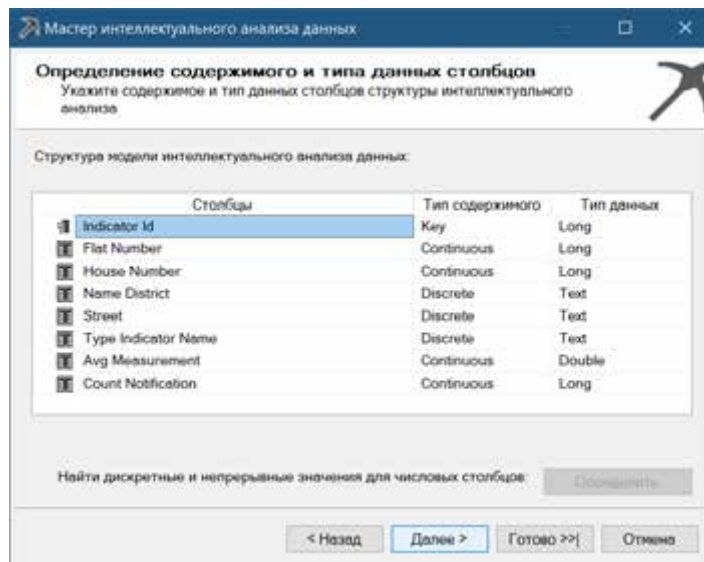 Мастер интеллектуального анализа данных
Определение содержимого и типа данных столбцов
Укажите содержимое и тип данных столбцов структуры интеллектуального
анализа
Структура модели интеллектуального анализа данных:
Столбцы Тип содержимого Тип данных
Indicator Id Key Long
Flat Number Continuous Long
House Number Continuous Long
Name District Discrete Text
Street Discrete Text
Type Indicator Name Discrete Text
Avg Measurement Continuous Double
Count Notification Continuous Long
Найти дискретные и непрерывные значения для числовых столбцов:
< Назад Далее > Готово >>| Отмена